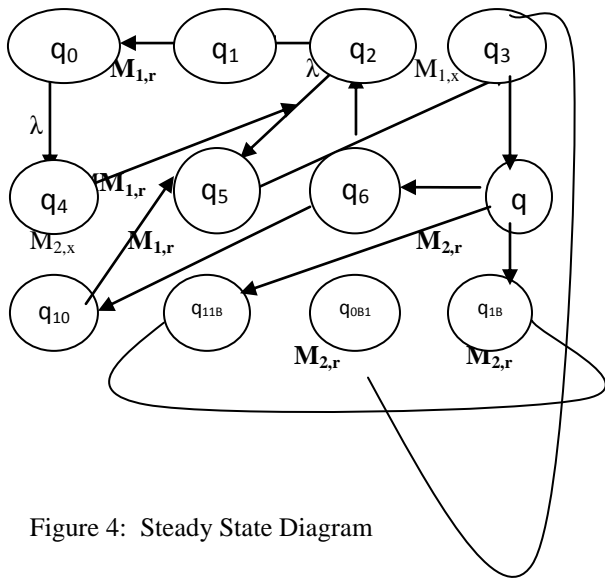 q0 q1 q2 q3
M1,r λ M1,x
λ
q4 M1,r q5 q6 q
M2,x M1,r M2,r
q10 q11B q0B1 q1B
M2,r M2,r
Figure 4: Steady State Diagram